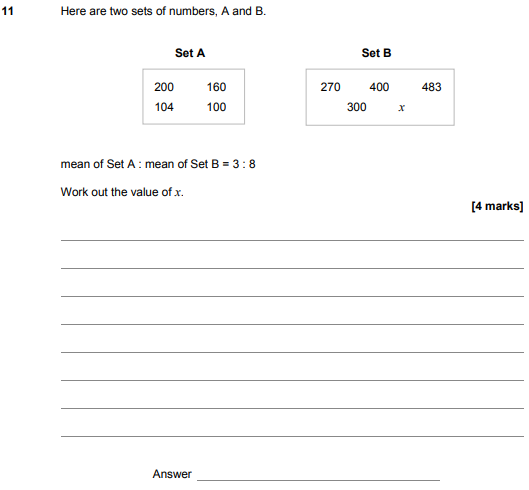 11 Here are two sets of numbers, A and B.
Set A Set B
200 160 270 400 483
104 100 300 x
mean of Set A : mean of Set B = 3 : 8
Work out the value of x.
[4 marks]
Answer